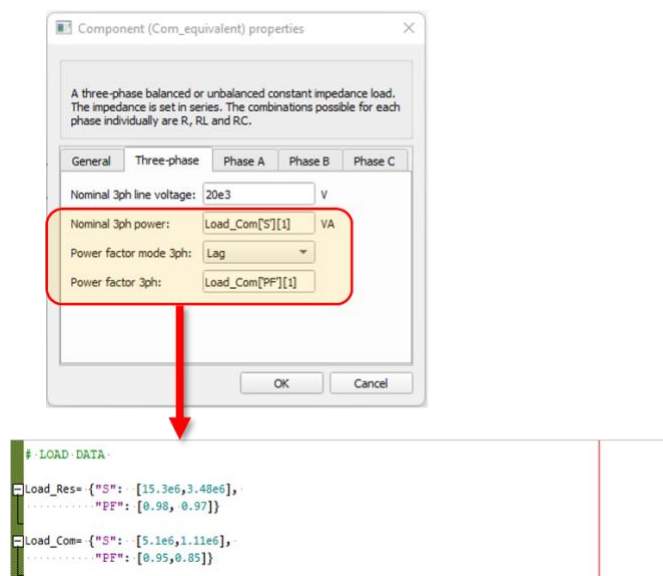 Component (Com_equivalent) properties
A three-phase balanced or unbalanced constant impedance load.
The impedance is set in series. The combinations possible for each
phase individually are R, RL and RC.
General Three-phase Phase A Phase B Phase C
Nominal 3ph line voltage: 20e3 V
Nominal 3ph power: Load_Com['S'][1] VA
Power factor mode 3ph: Lag
Power factor 3ph: Load_Com['PF'][1]
OK Cancel
# LOAD DATA
Load_Res= {"S": [15.3e6,3.48e6],
"PF": [0.98, 0.97]}
Load_Com= {"S": [5.1e6,1.11e6],
"PF": [0.95,0.85]}